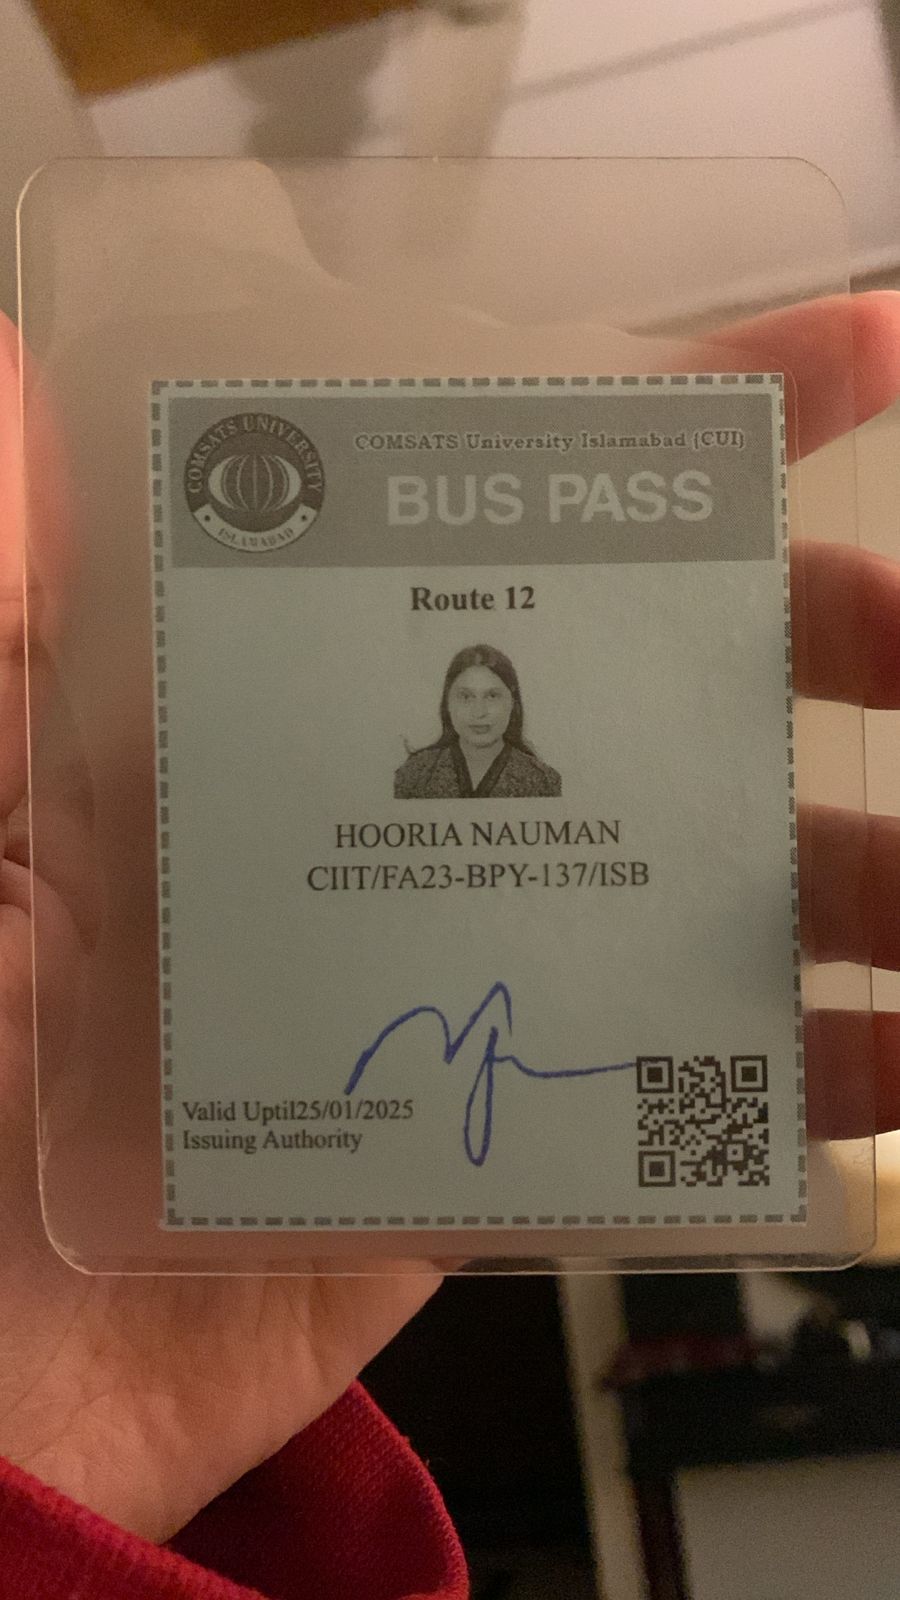 COMSATS UNIVERSITY
ISLAMABAD
COMSATS University Islamabad (CUI)
BUS PASS
Route 12
HOORIA NAUMAN
CIIT/FA23-BPY-137/ISB
Valid Uptil25/01/2025
Issuing Authority